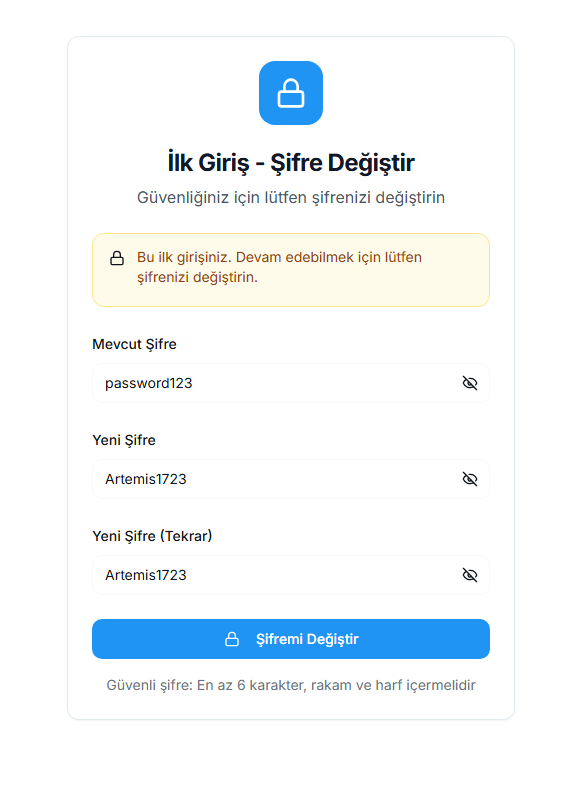 İlk Giriş - Şifre Değiştir
Güvenliğiniz için lütfen şifrenizi değiştirin
Bu ilk girişiniz. Devam edebilmek için lütfen
şifrenizi değiştirin.
Mevcut Şifre
password123
Yeni Şifre
Artemis1723
Yeni Şifre (Tekrar)
Artemis1723
Şifremi Değiştir
Güvenli şifre: En az 6 karakter, rakam ve harf içermelidir